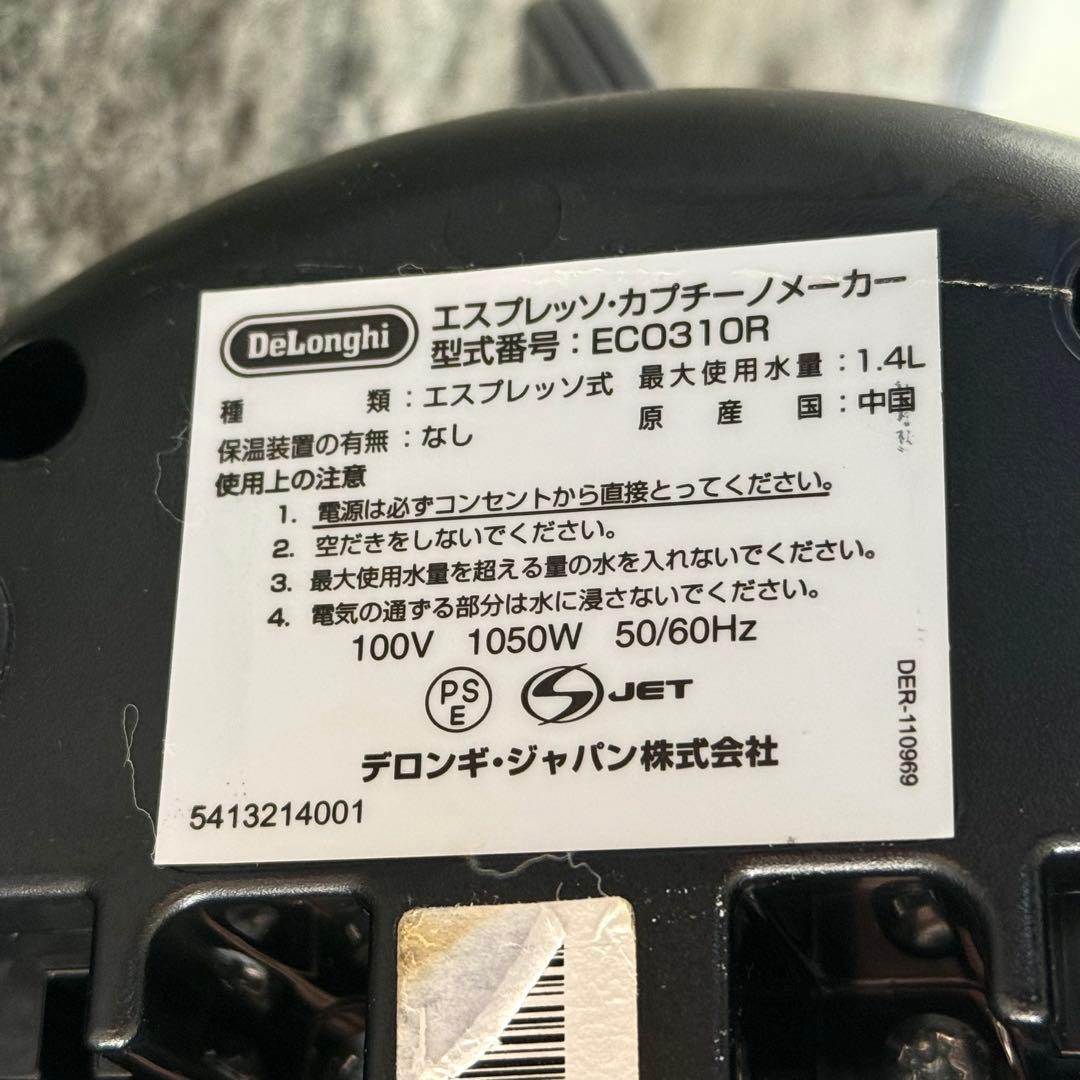 DeLonghi
エスプレッソ・カプチーノメーカー
型式番号：ECO310R
種類：エスプレッソ式 最大使用水量：1.4L
保温装置の有無：なし 原産国：中国
使用上の注意
1. 電源は必ずコンセントから直接とってください。
2. 空だきをしないでください。
3. 最大使用水量を超える量の水を入れないでください。
4. 電気の通ずる部分は水に浸さないでください。
100V 1050W 50/60Hz
PSE JET
デロンギ・ジャパン株式会社
5413214001
DER-110969